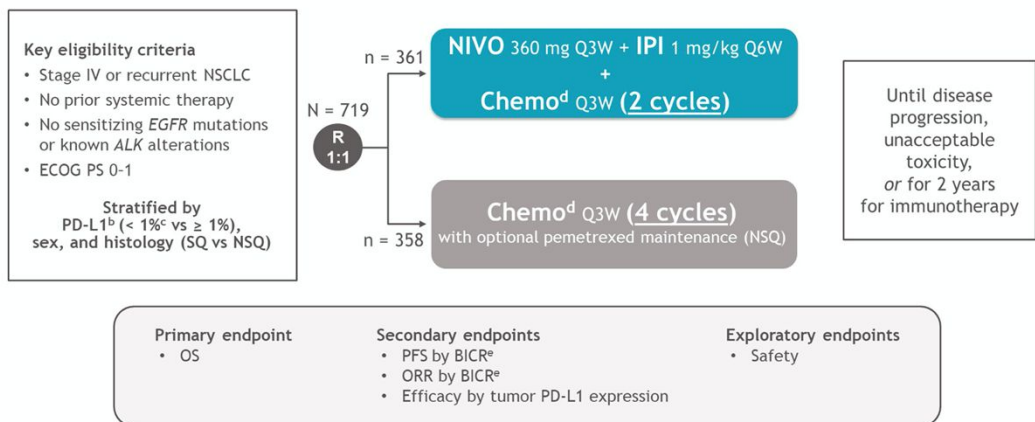 Key eligibility criteria
• Stage IV or recurrent NSCLC
• No prior systemic therapy
• No sensitizing EGFR mutations
or known ALK alterations
• ECOG PS 0-1
Stratified by
PD-L1ᵇ (< 1%ᶜ vs ≥ 1%),
sex, and histology (SQ vs NSQ)
N = 719
R
1:1
n = 361
NIVO 360 mg Q3W + IPI 1 mg/kg Q6W
+
Chemoᵈ Q3W (2 cycles)
n = 358
Chemoᵈ Q3W (4 cycles)
with optional pemetrexed maintenance (NSQ)
Until disease
progression,
unacceptable
toxicity,
or for 2 years
for immunotherapy
Primary endpoint
• OS
Secondary endpoints
• PFS by BICRᵉ
• ORR by BICRᵉ
• Efficacy by tumor PD-L1 expression
Exploratory endpoints
• Safety